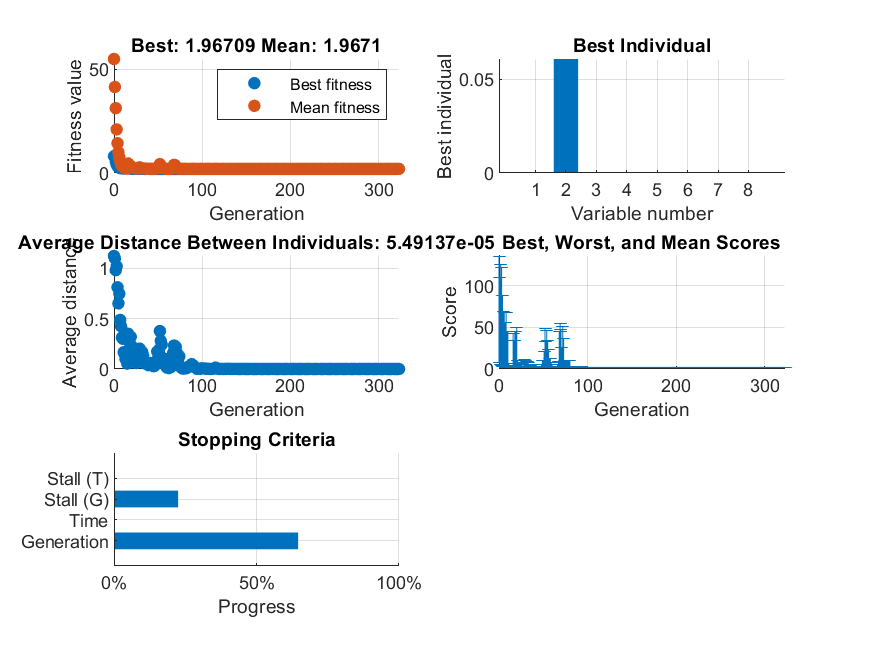 Best: 1.96709 Mean: 1.9671
Fitness value
50
0
Best fitness
Mean fitness
0 100 200 300
Generation
Best Individual
Best individual
0.05
0
1 2 3 4 5 6 7 8
Variable number
Average Distance Between Individuals: 5.49137e-05
Average distance
1
0.5
0
0 100 200 300
Generation
Best, Worst, and Mean Scores
Score
100
50
0
0 100 200 300
Generation
Stopping Criteria
Stall (T)
Stall (G)
Time
Generation
0% 50% 100%
Progress